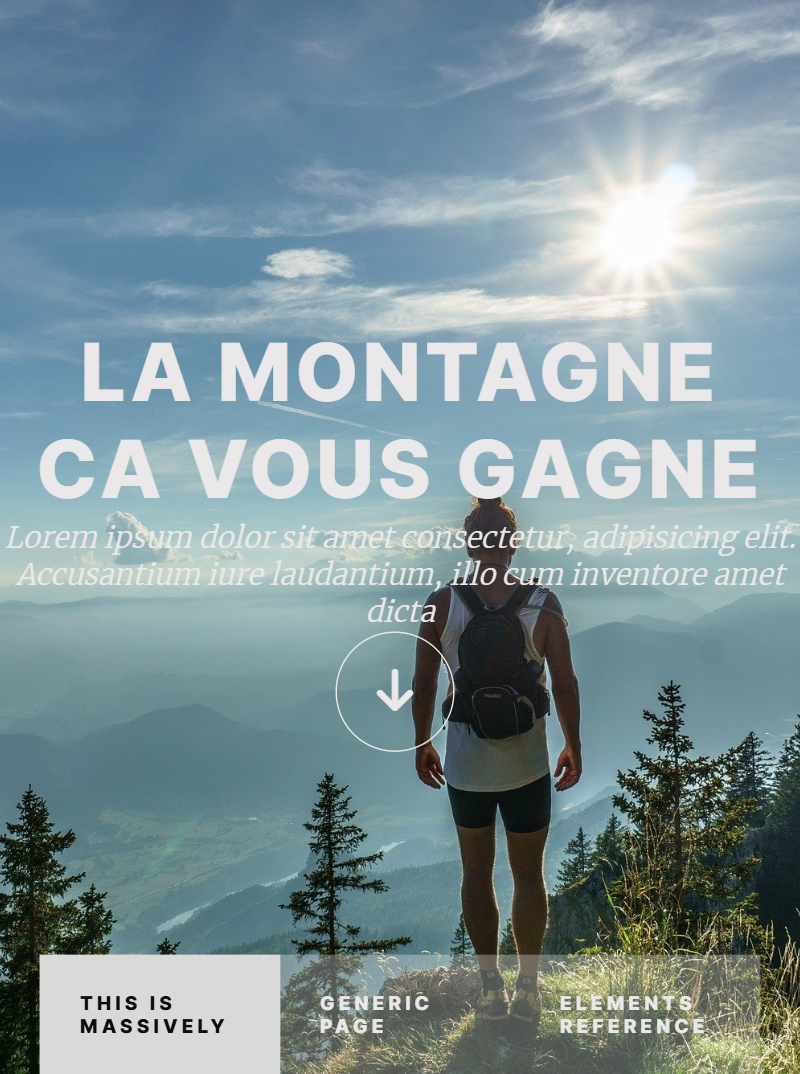 LA MONTAGNE
CA VOUS GAGNE
Lorem ipsum dolor sit amet consectetur, adipisicing elit.
Accusantium iure laudantium, illo cum inventore amet
dicta
THIS IS
MASSIVELY
GENERIC
PAGE
ELEMENTS
REFERENCE